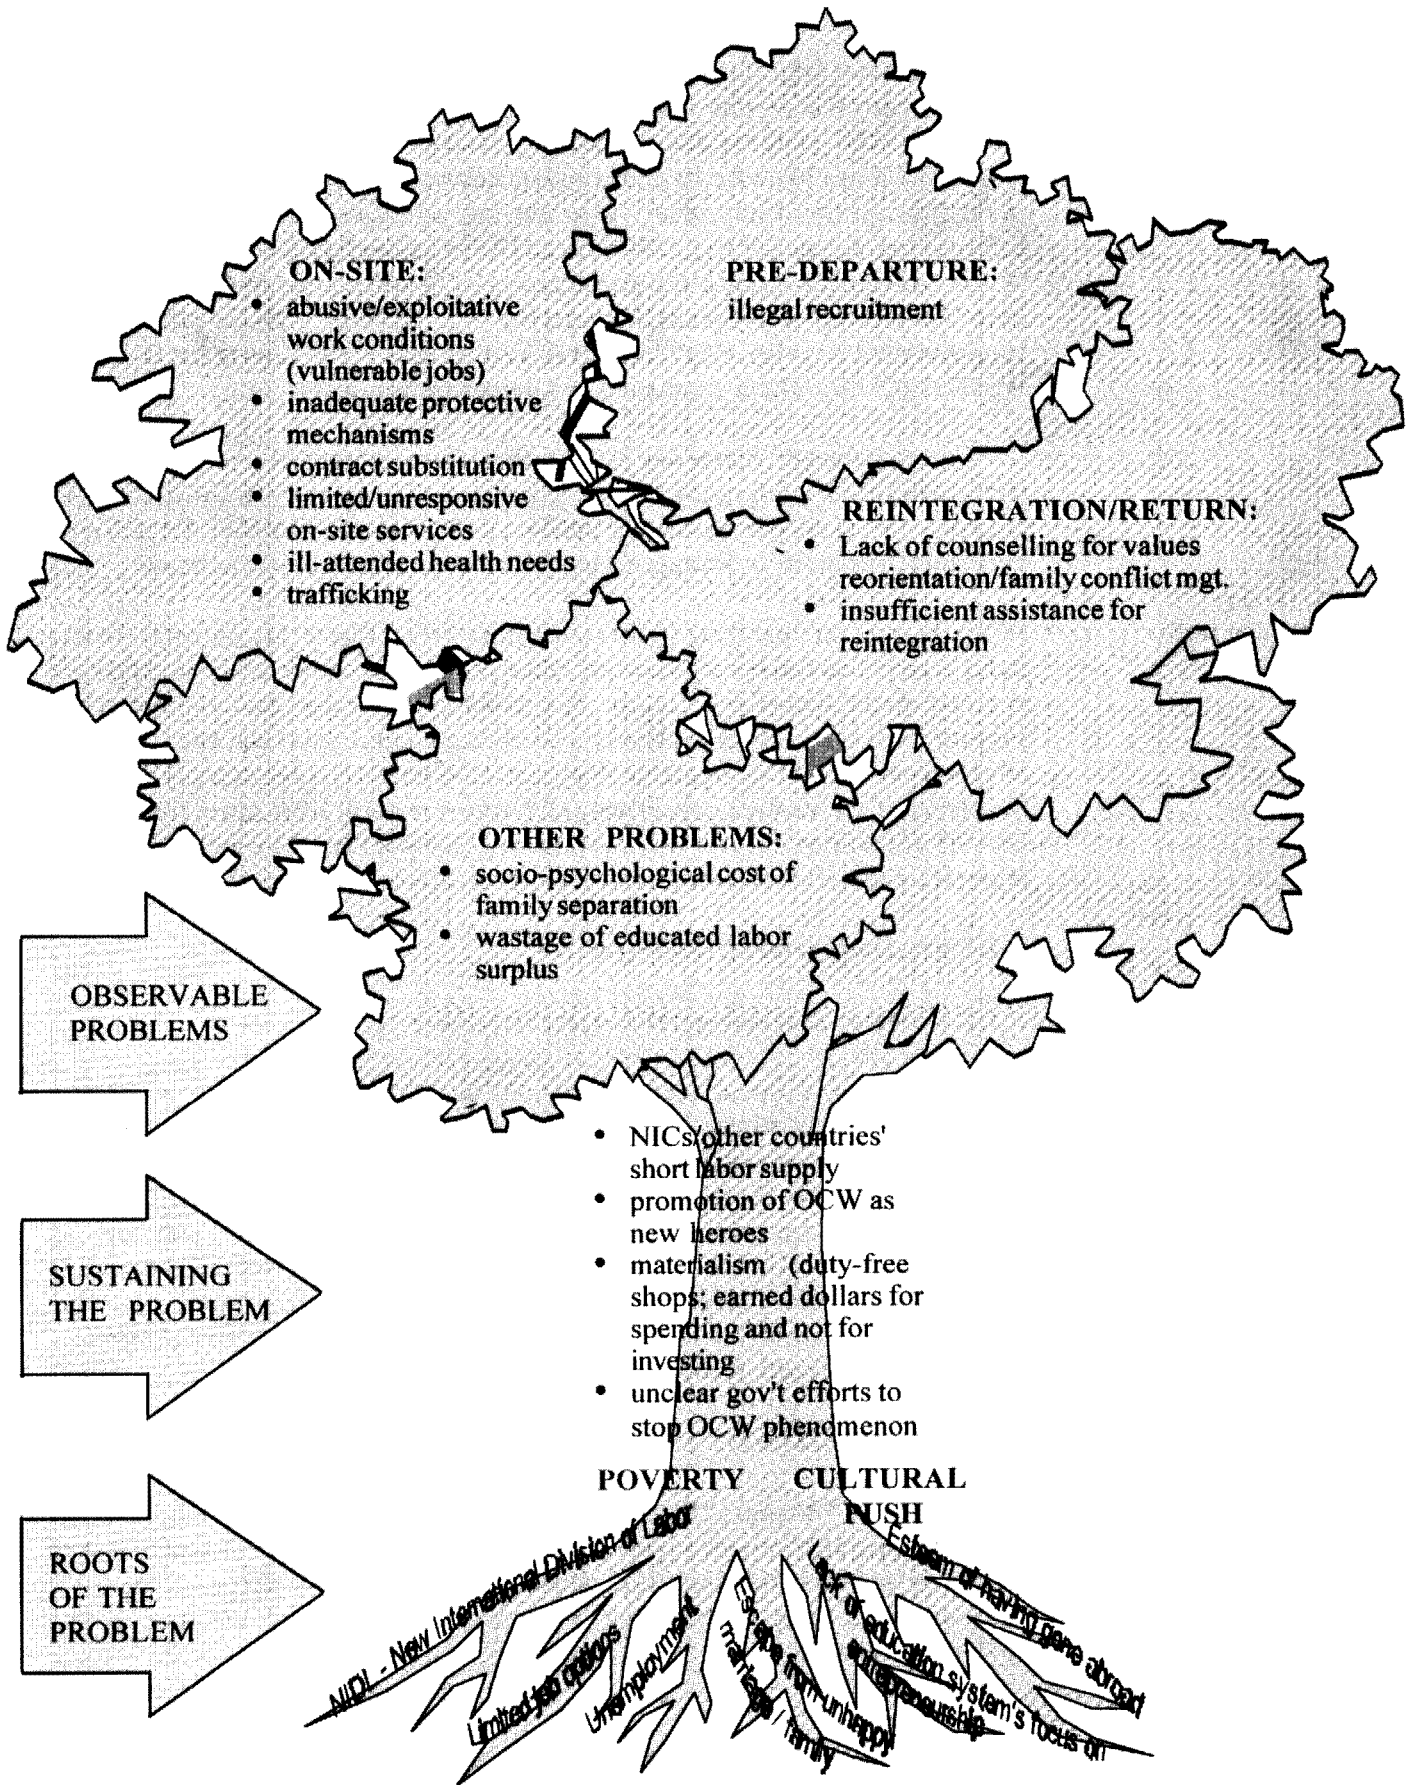 ON-SITE:
• abusive/exploitative
work conditions
(vulnerable jobs)
• inadequate protective
mechanisms
• contract substitution
• limited/unresponsive
on-site services
• ill-attended health needs
• trafficking
PRE-DEPARTURE:
illegal recruitment
REINTEGRATION/RETURN:
• Lack of counselling for values
reorientation/family conflict mgt.
• insufficient assistance for
reintegration
OTHER PROBLEMS:
• socio-psychological cost of
family separation
• wastage of educated labor
surplus
OBSERVABLE
PROBLEMS
• NICs/other countries'
short labor supply
• promotion of OCW as
new heroes
• materialism (duty-free
shops; earned dollars for
spending and not for
investing
• unclear gov't efforts to
stop OCW phenomenon
SUSTAINING
THE PROBLEM
POVERTY
CULTURAL
PUSH
ROOTS
OF THE
PROBLEM
NIDL - New International Division of Labor
Limited job options
Unemployment
Escape from unhappy
marriage / family
Lack of education system's focus on
entrepreneurship
Esteem of having gone abroad